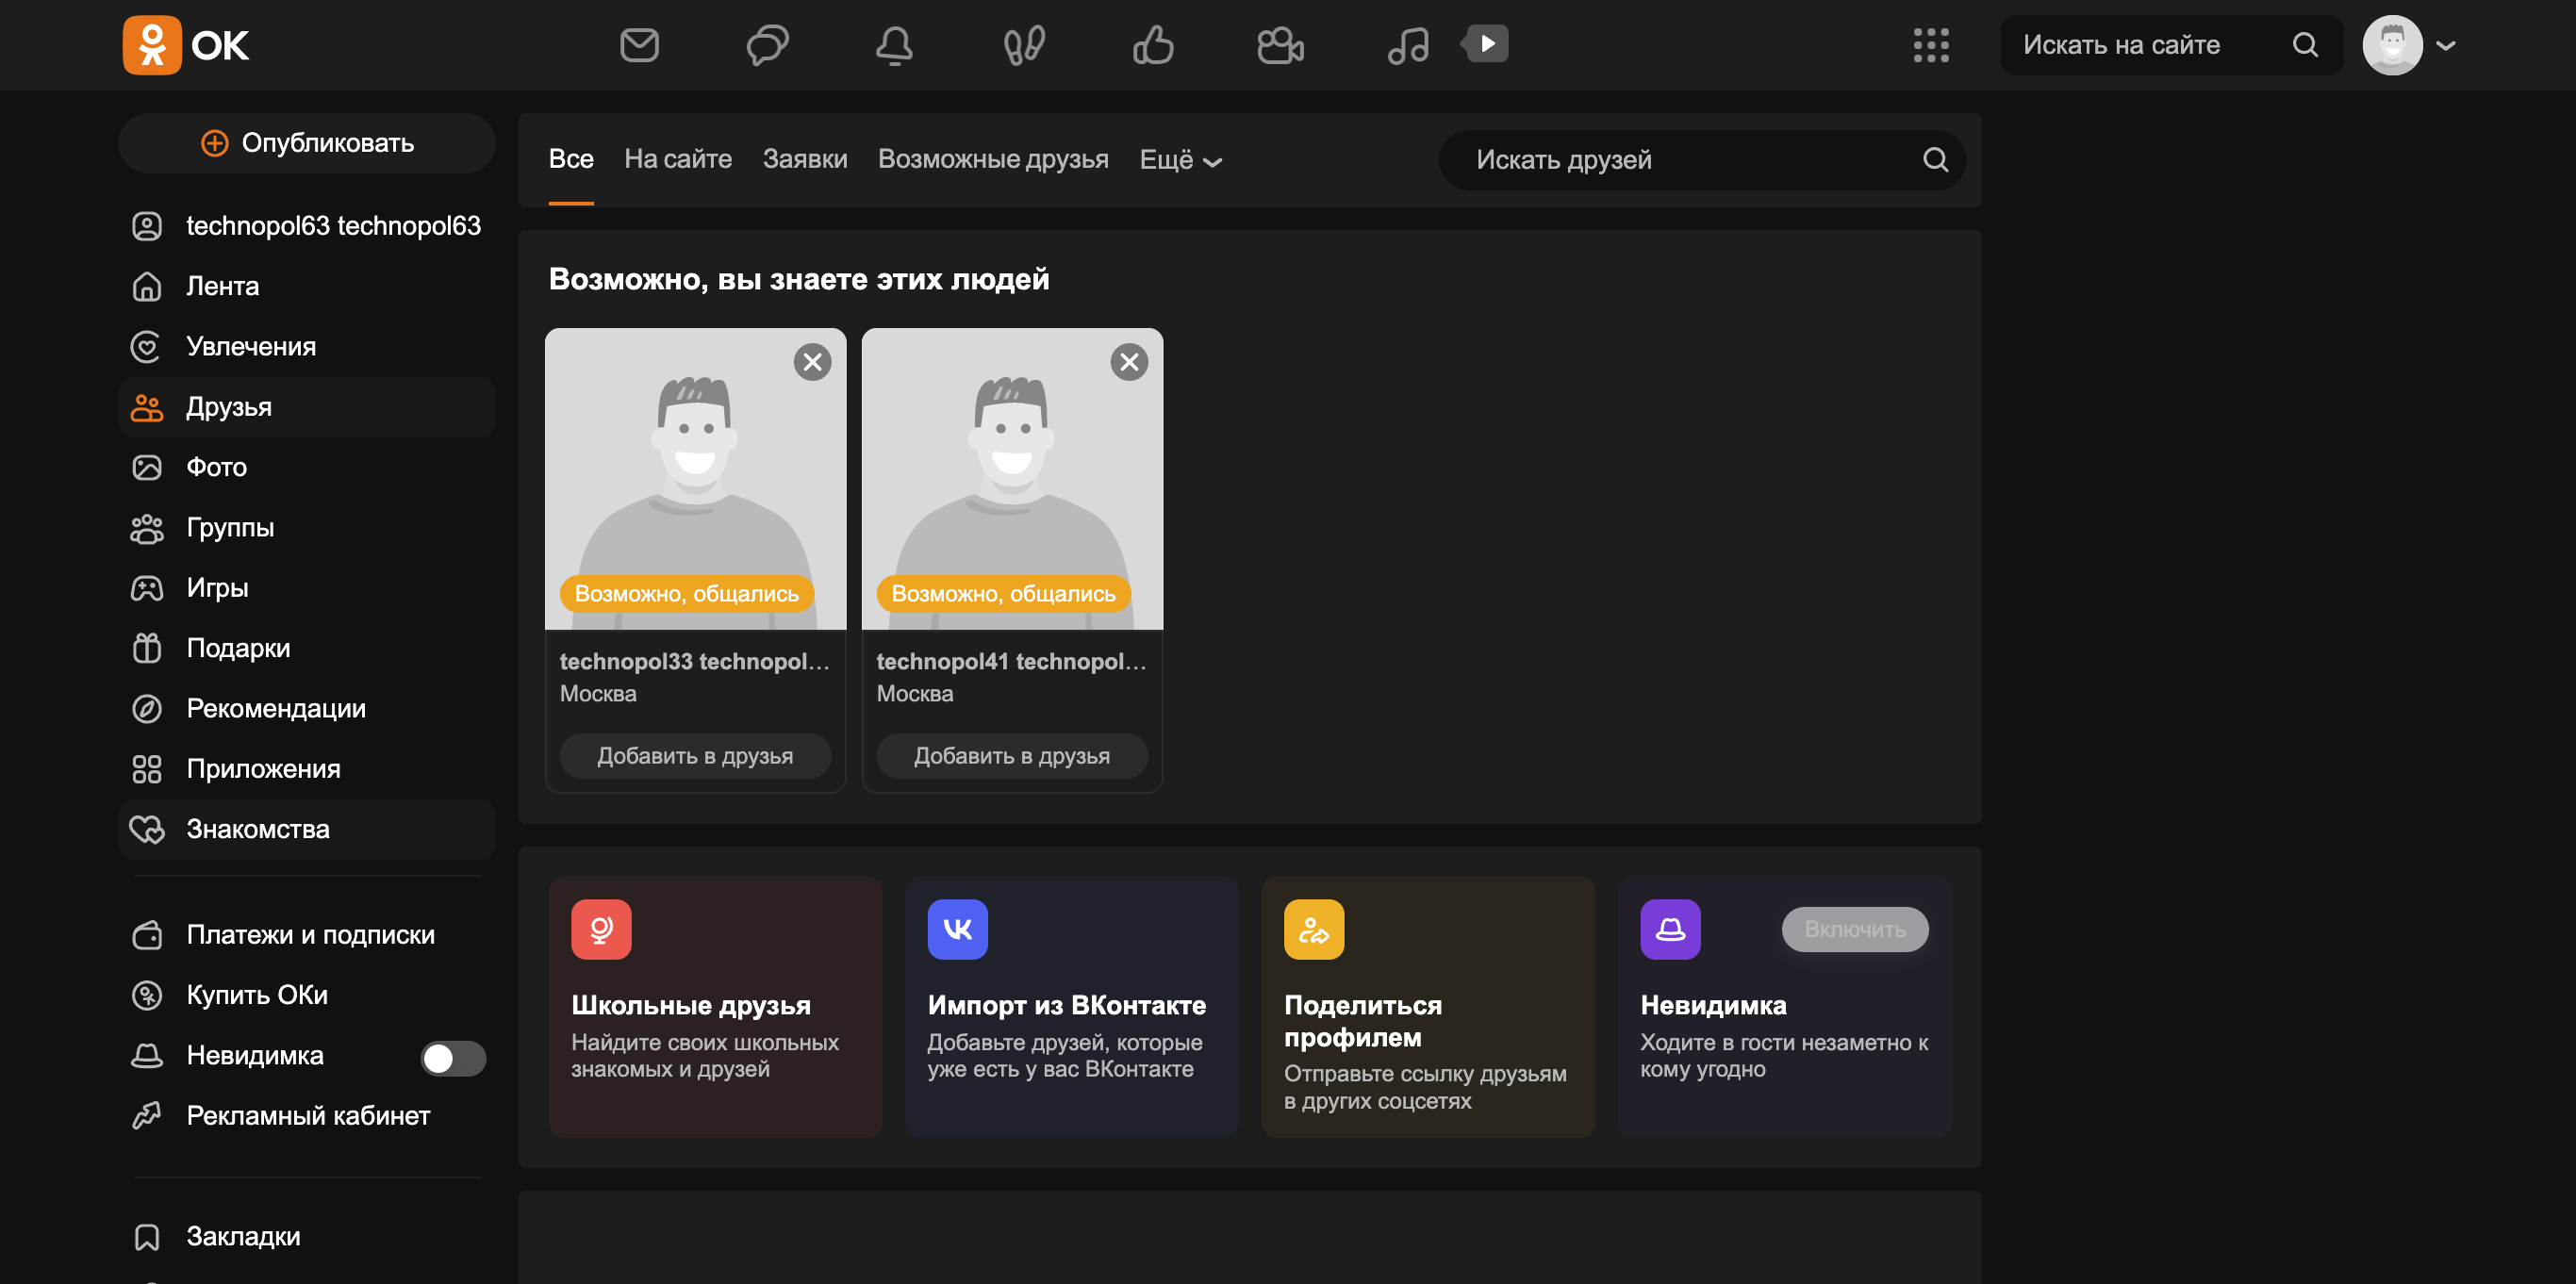 OK
Искать на сайте
Опубликовать
technopol63 technopol63
Лента
Увлечения
Друзья
Фото
Группы
Игры
Подарки
Рекомендации
Приложения
Знакомства
Платежи и подписки
Купить ОКи
Невидимка
Рекламный кабинет
Закладки
Все На сайте Заявки Возможные друзья Ещё
Искать друзей
Возможно, вы знаете этих людей
Возможно, общались
technopol33 technopol...
Москва
Добавить в друзья
Возможно, общались
technopol41 technopol...
Москва
Добавить в друзья
Школьные друзья
Найдите своих школьных
знакомых и друзей
Импорт из ВКонтакте
Добавьте друзей, которые
уже есть у вас ВКонтакте
Поделиться
профилем
Отправьте ссылку друзьям
в других соцсетях
Включить
Невидимка
Ходите в гости незаметно к
кому угодно